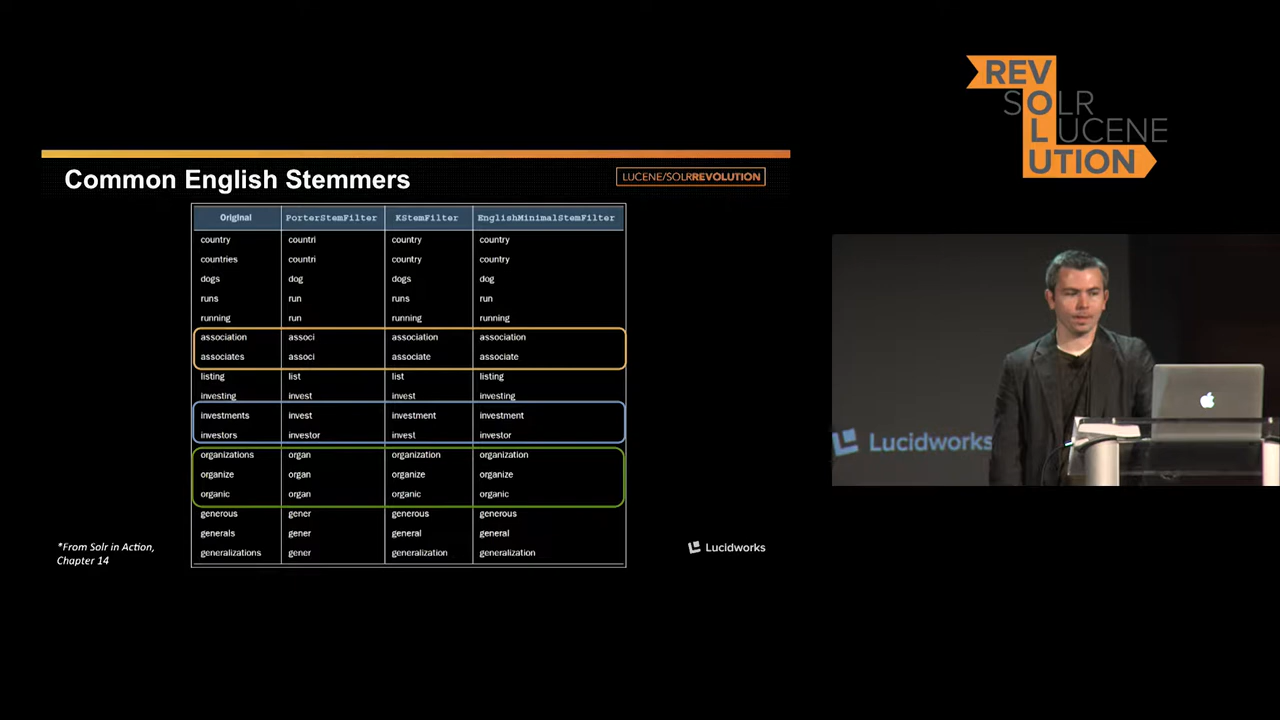 REV
SOLR
LUCENE
UTION
Common English Stemmers
LUCENE/SOLRREVOLUTION
Original PorterStemFilter KStemFilter EnglishMinimalStemFilter
country countri country country
countries countri country country
dogs dog dogs dog
runs run runs run
running run running running
association associ association association
associates associ associate associate
listing list list listing
investing invest invest investing
investments invest investment investment
investors investor invest investor
organizations organ organization organization
organize organ organize organize
organic organ organic organic
generous gener generous generous
generals gener general general
generalizations gener generalization generalization
*From Solr in Action,
Chapter 14
Lucidworks
Lucidworks